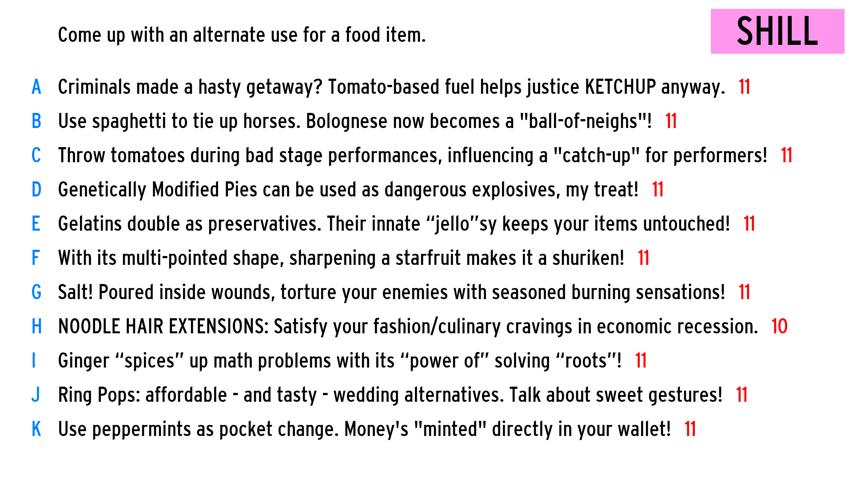 Come up with an alternate use for a food item.
SHILL
A Criminals made a hasty getaway? Tomato-based fuel helps justice KETCHUP anyway. 11
B Use spaghetti to tie up horses. Bolognese now becomes a "ball-of-neighs"! 11
C Throw tomatoes during bad stage performances, influencing a "catch-up" for performers! 11
D Genetically Modified Pies can be used as dangerous explosives, my treat! 11
E Gelatins double as preservatives. Their innate “jello”sy keeps your items untouched! 11
F With its multi-pointed shape, sharpening a starfruit makes it a shuriken! 11
G Salt! Poured inside wounds, torture your enemies with seasoned burning sensations! 11
H NOODLE HAIR EXTENSIONS: Satisfy your fashion/culinary cravings in economic recession. 10
I Ginger “spices” up math problems with its “power of” solving “roots”! 11
J Ring Pops: affordable - and tasty - wedding alternatives. Talk about sweet gestures! 11
K Use peppermints as pocket change. Money's "minted" directly in your wallet! 11